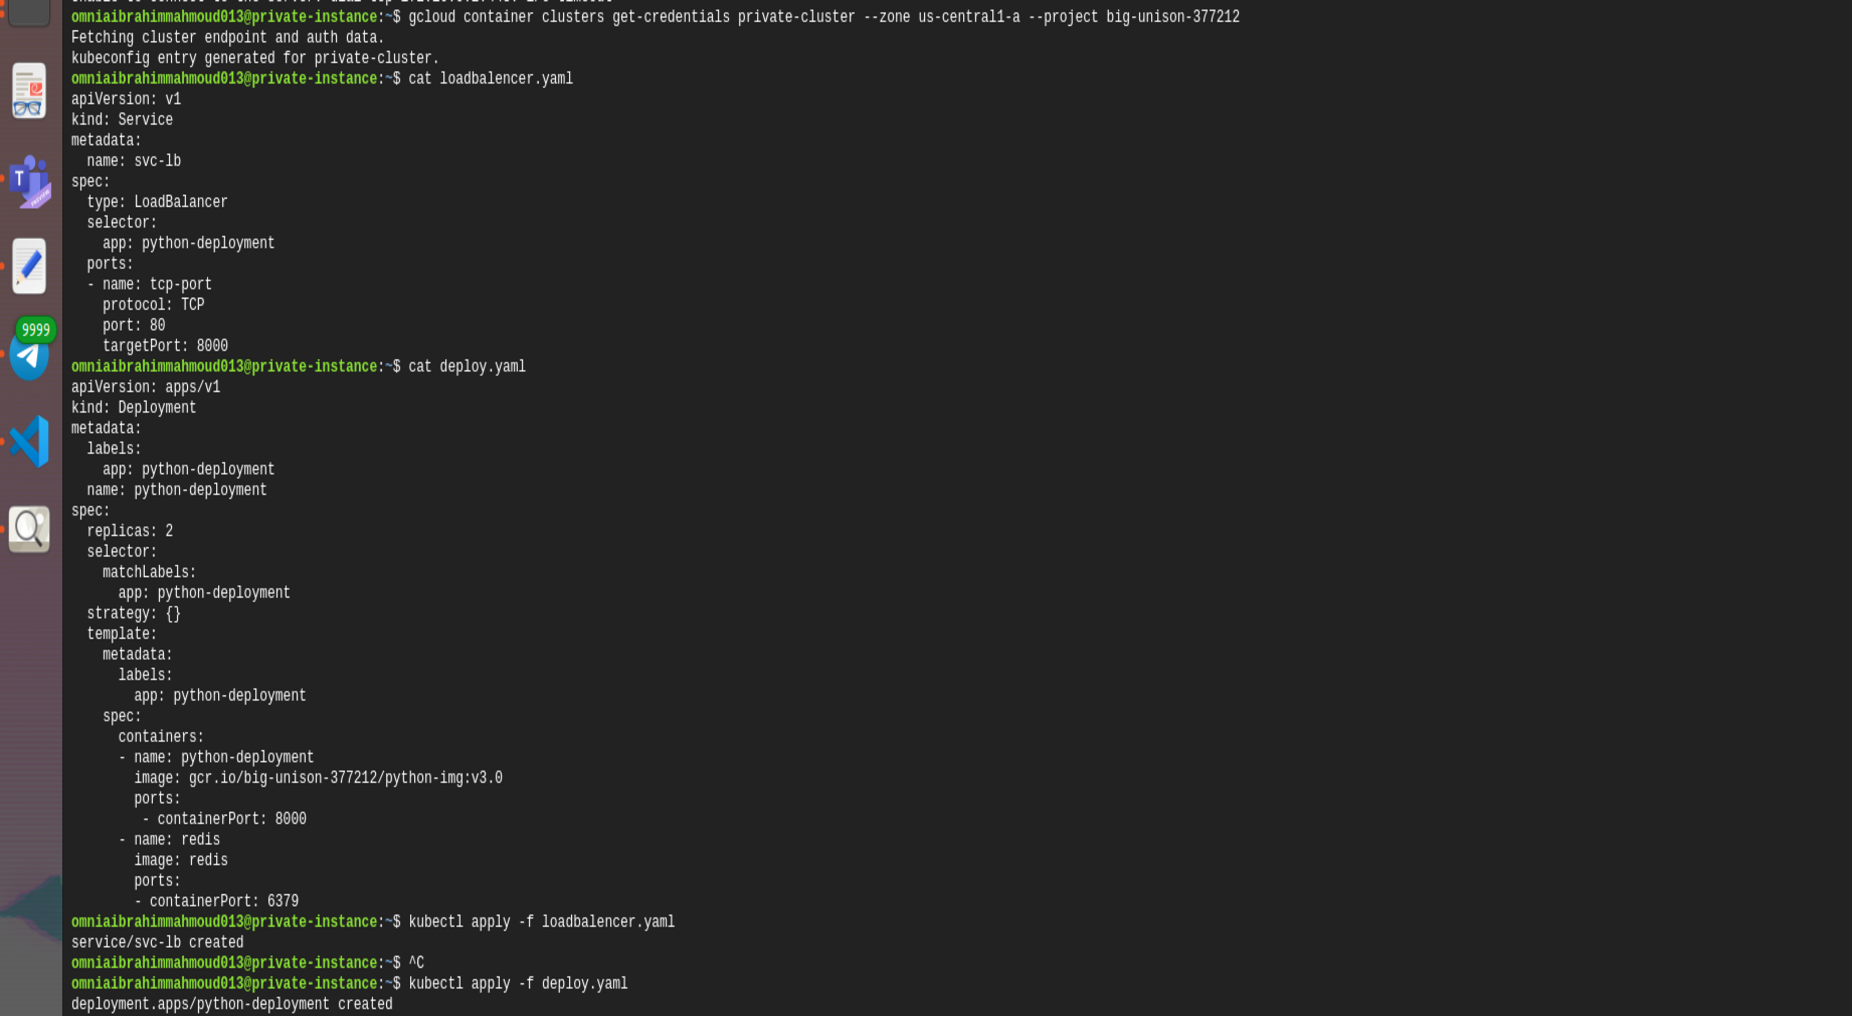 omniaibrahimmahmoud013@private-instance:~$ gcloud container clusters get-credentials private-cluster --zone us-central1-a --project big-unison-377212
Fetching cluster endpoint and auth data.
kubeconfig entry generated for private-cluster.
omniaibrahimmahmoud013@private-instance:~$ cat loadbalencer.yaml
apiVersion: v1
kind: Service
metadata:
  name: svc-lb
spec:
  type: LoadBalancer
  selector:
    app: python-deployment
  ports:
  - name: tcp-port
    protocol: TCP
    port: 80
    targetPort: 8000
omniaibrahimmahmoud013@private-instance:~$ cat deploy.yaml
apiVersion: apps/v1
kind: Deployment
metadata:
  labels:
    app: python-deployment
  name: python-deployment
spec:
  replicas: 2
  selector:
    matchLabels:
      app: python-deployment
  strategy: {}
  template:
    metadata:
      labels:
        app: python-deployment
    spec:
      containers:
      - name: python-deployment
        image: gcr.io/big-unison-377212/python-img:v3.0
        ports:
         - containerPort: 8000
      - name: redis
        image: redis
        ports:
        - containerPort: 6379
omniaibrahimmahmoud013@private-instance:~$ kubectl apply -f loadbalencer.yaml
service/svc-lb created
omniaibrahimmahmoud013@private-instance:~$ ^C
omniaibrahimmahmoud013@private-instance:~$ kubectl apply -f deploy.yaml
deployment.apps/python-deployment created
T
9999